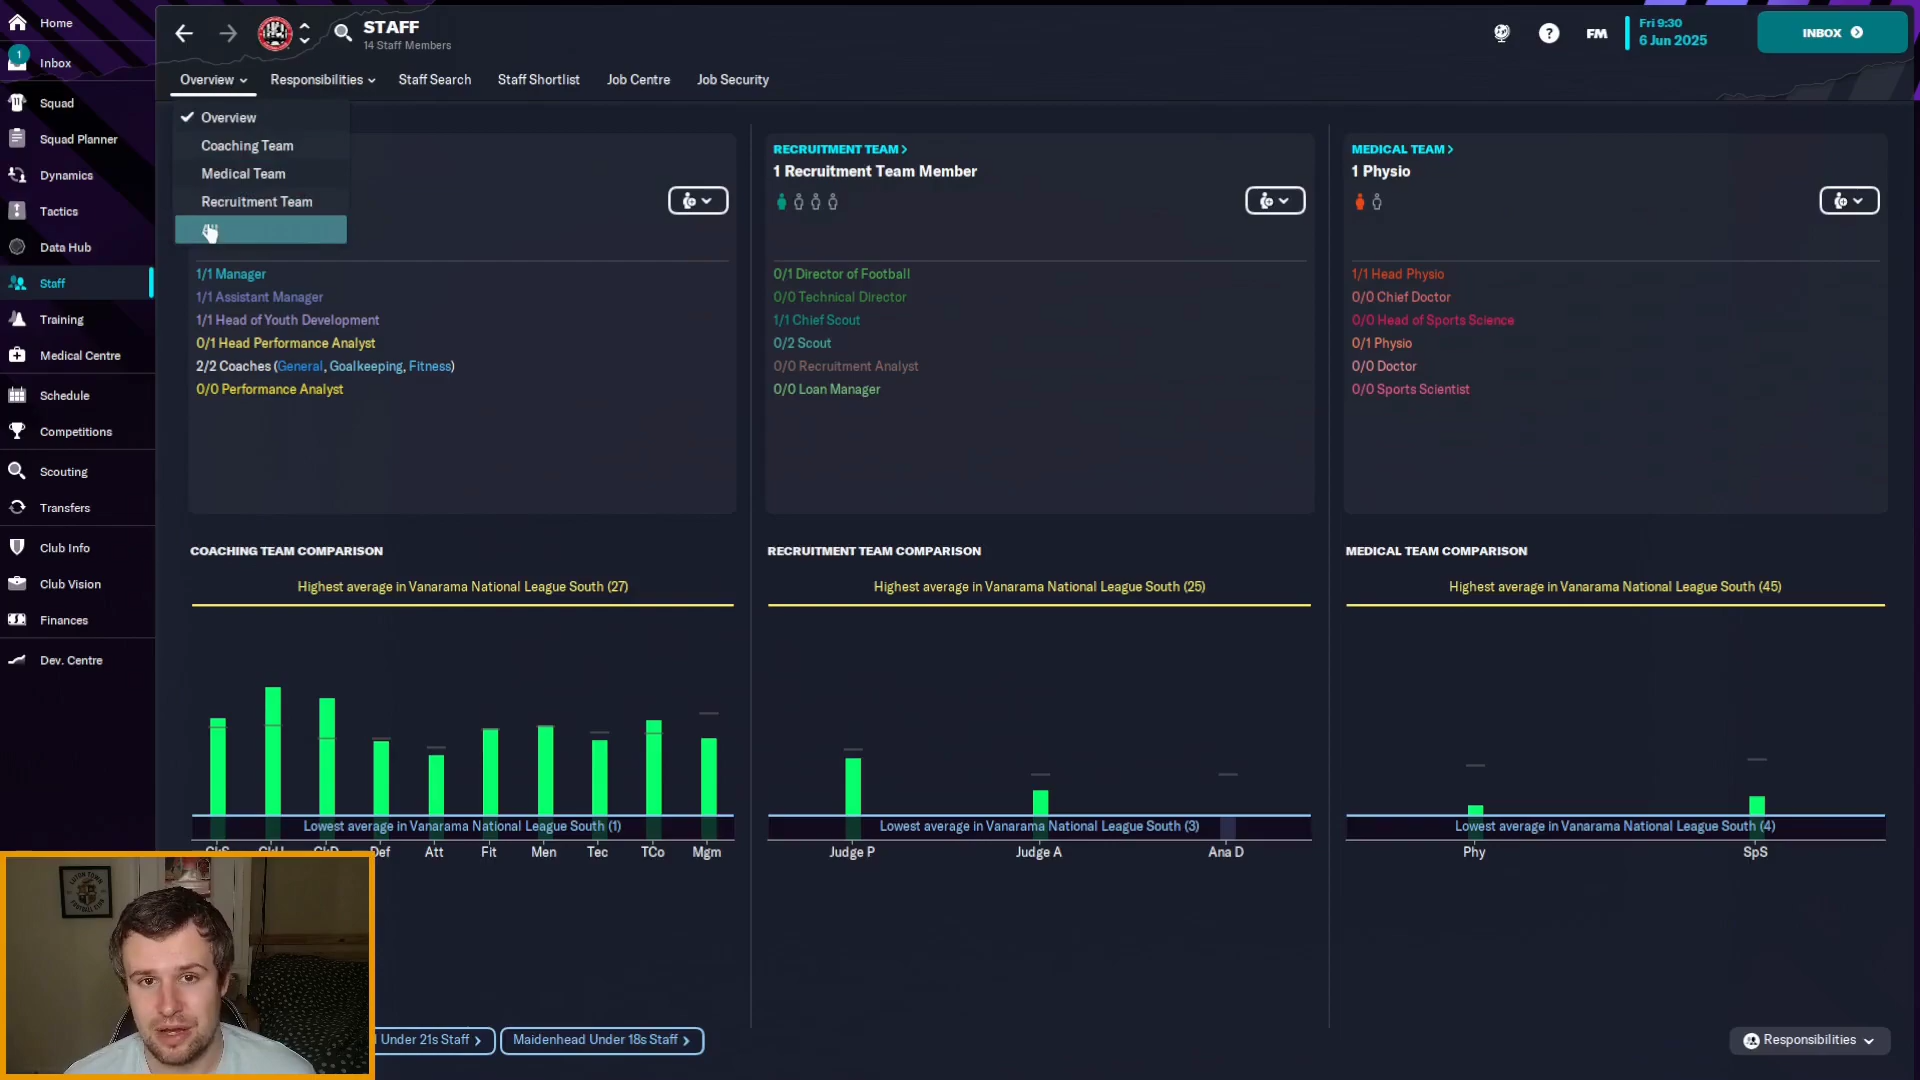 Home
Inbox
1
Squad
Squad Planner
Dynamics
Tactics
Data Hub
Staff
Training
Medical Centre
Schedule
Competitions
Scouting
Transfers
Club Info
Club Vision
Finances
Dev. Centre
STAFF
14 Staff Members
FM
Fri 9:30
6 Jun 2025
INBOX
Overview
Responsibilities
Staff Search
Staff Shortlist
Job Centre
Job Security
Overview
Coaching Team
Medical Team
Recruitment Team
1/1 Manager
1/1 Assistant Manager
1/1 Head of Youth Development
0/1 Head Performance Analyst
2/2 Coaches (General, Goalkeeping, Fitness)
0/0 Performance Analyst
RECRUITMENT TEAM >
1 Recruitment Team Member
0/1 Director of Football
0/0 Technical Director
1/1 Chief Scout
0/2 Scout
0/0 Recruitment Analyst
0/0 Loan Manager
MEDICAL TEAM >
1 Physio
1/1 Head Physio
0/0 Chief Doctor
0/0 Head of Sports Science
0/1 Physio
0/0 Doctor
0/0 Sports Scientist
COACHING TEAM COMPARISON
Highest average in Vanarama National League South (27)
Lowest average in Vanarama National League South (1)
Def Att Fit Men Tec TCo Mgm
RECRUITMENT TEAM COMPARISON
Highest average in Vanarama National League South (25)
Lowest average in Vanarama National League South (3)
Judge P Judge A Ana D
MEDICAL TEAM COMPARISON
Highest average in Vanarama National League South (45)
Lowest average in Vanarama National League South (4)
Phy SpS
LUTON TOWN
FOOTBALL CLUB
Under 21s Staff >
Maidenhead Under 18s Staff >
Responsibilities